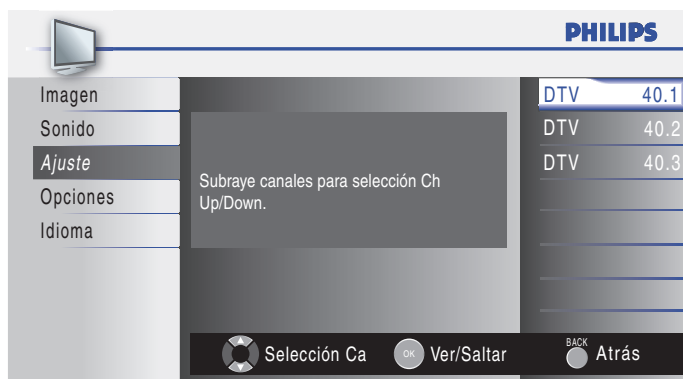 PHILIPS
Imagen
Sonido
Ajuste
Opciones
Idioma
Subraye canales para selección Ch
Up/Down.
DTV 40.1
DTV 40.2
DTV 40.3
Selección Ca
OK Ver/Saltar
BACK Atrás